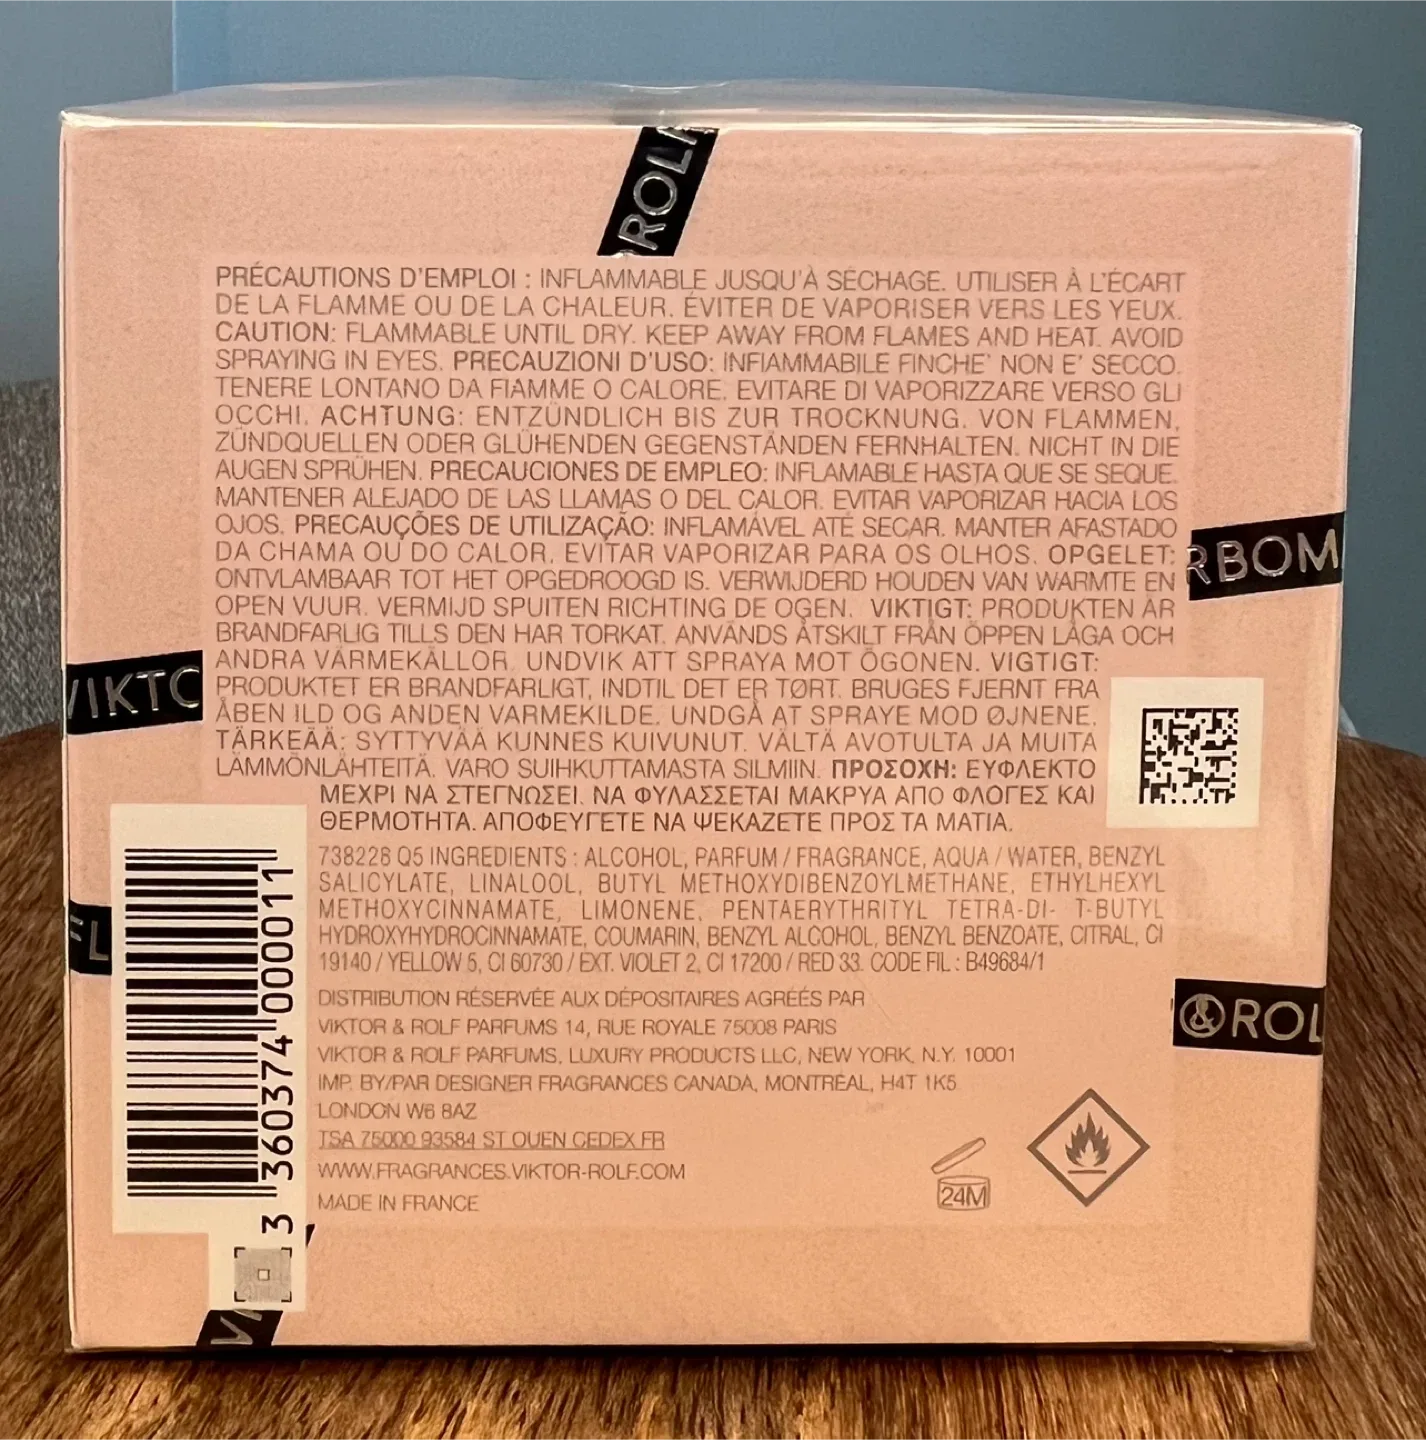 ROLF
PRÉCAUTIONS D'EMPLOI : INFLAMMABLE JUSQU'À SÉCHAGE. UTILISER À L'ÉCART
DE LA FLAMME OU DE LA CHALEUR. ÉVITER DE VAPORISER VERS LES YEUX.
CAUTION: FLAMMABLE UNTIL DRY. KEEP AWAY FROM FLAMES AND HEAT. AVOID
SPRAYING IN EYES. PRECAUZIONI D'USO: INFIAMMABILE FINCHE' NON E' SECCO.
TENERE LONTANO DA FIAMME O CALORE. EVITARE DI VAPORIZZARE VERSO GLI
OCCHI. ACHTUNG: ENTZÜNDLICH BIS ZUR TROCKNUNG. VON FLAMMEN,
ZÜNDQUELLEN ODER GLÜHENDEN GEGENSTÄNDEN FERNHALTEN. NICHT IN DIE
AUGEN SPRÜHEN. PRECAUCIONES DE EMPLEO: INFLAMABLE HASTA QUE SE SEQUE.
MANTENER ALEJADO DE LAS LLAMAS O DEL CALOR. EVITAR VAPORIZAR HACIA LOS
OJOS. PRECAUÇÕES DE UTILIZAÇÃO: INFLAMÁVEL ATÉ SECAR. MANTER AFASTADO
DA CHAMA OU DO CALOR. EVITAR VAPORIZAR PARA OS OLHOS. OPGELET:
ONTVLAMBAAR TOT HET OPGEDROOGD IS. VERWIJDERD HOUDEN VAN WARMTE EN
OPEN VUUR. VERMIJD SPUITEN RICHTING DE OGEN. VIKTIGT: PRODUKTEN ÄR
BRANDFARLIG TILLS DEN HAR TORKAT. ANVÄNDS ÅTSKILT FRÅN ÖPPEN LÅGA OCH
ANDRA VÄRMEKÄLLOR. UNDVIK ATT SPRAYA MOT ÖGONEN. VIGTIGT:
PRODUKTET ER BRANDFARLIGT, INDTIL DET ER TØRT. BRUGES FJERNT FRA
ÅBEN ILD OG ANDEN VARMEKILDE. UNDGÅ AT SPRAYE MOD ØJNENE.
TÄRKEÄÄ: SYTTYVÄÄ KUNNES KUIVUNUT. VÄLTÄ AVOTULTA JA MUITA
LÄMMÖNLÄHTEITÄ. VARO SUIHKUTTAMASTA SILMIIN. ΠΡΟΣΟΧΗ: ΕΥΦΛΕΚΤΟ
ΜΕΧΡΙ ΝΑ ΣΤΕΓΝΩΣΕΙ. ΝΑ ΦΥΛΑΣΣΕΤΑΙ ΜΑΚΡΥΑ ΑΠΟ ΦΛΟΓΕΣ ΚΑΙ
ΘΕΡΜΟΤΗΤΑ. ΑΠΟΦΕΥΓΕΤΕ ΝΑ ΨΕΚΑΖΕΤΕ ΠΡΟΣ ΤΑ ΜΑΤΙΑ.
RBOM
VIKTO
738228 Q5 INGREDIENTS : ALCOHOL, PARFUM / FRAGRANCE, AQUA / WATER, BENZYL
SALICYLATE, LINALOOL, BUTYL METHOXYDIBENZOYLMETHANE, ETHYLHEXYL
METHOXYCINNAMATE, LIMONENE, PENTAERYTHRITYL TETRA-DI- T-BUTYL
HYDROXYHYDROCINNAMATE, COUMARIN, BENZYL ALCOHOL, BENZYL BENZOATE, CITRAL, CI
19140 / YELLOW 5, CI 60730 / EXT. VIOLET 2, CI 17200 / RED 33. CODE FIL : B49684/1
FL
DISTRIBUTION RÉSERVÉE AUX DÉPOSITAIRES AGRÉÉS PAR
VIKTOR & ROLF PARFUMS 14, RUE ROYALE 75008 PARIS
VIKTOR & ROLF PARFUMS, LUXURY PRODUCTS LLC, NEW YORK, N.Y. 10001
IMP. BY/PAR DESIGNER FRAGRANCES CANADA, MONTRÉAL, H4T 1K5
LONDON W6 8AZ
TSA 75000 93584 ST OUEN CEDEX FR
WWW.FRAGRANCES.VIKTOR-ROLF.COM
MADE IN FRANCE
& ROL
24M
3 360374 000011
VI